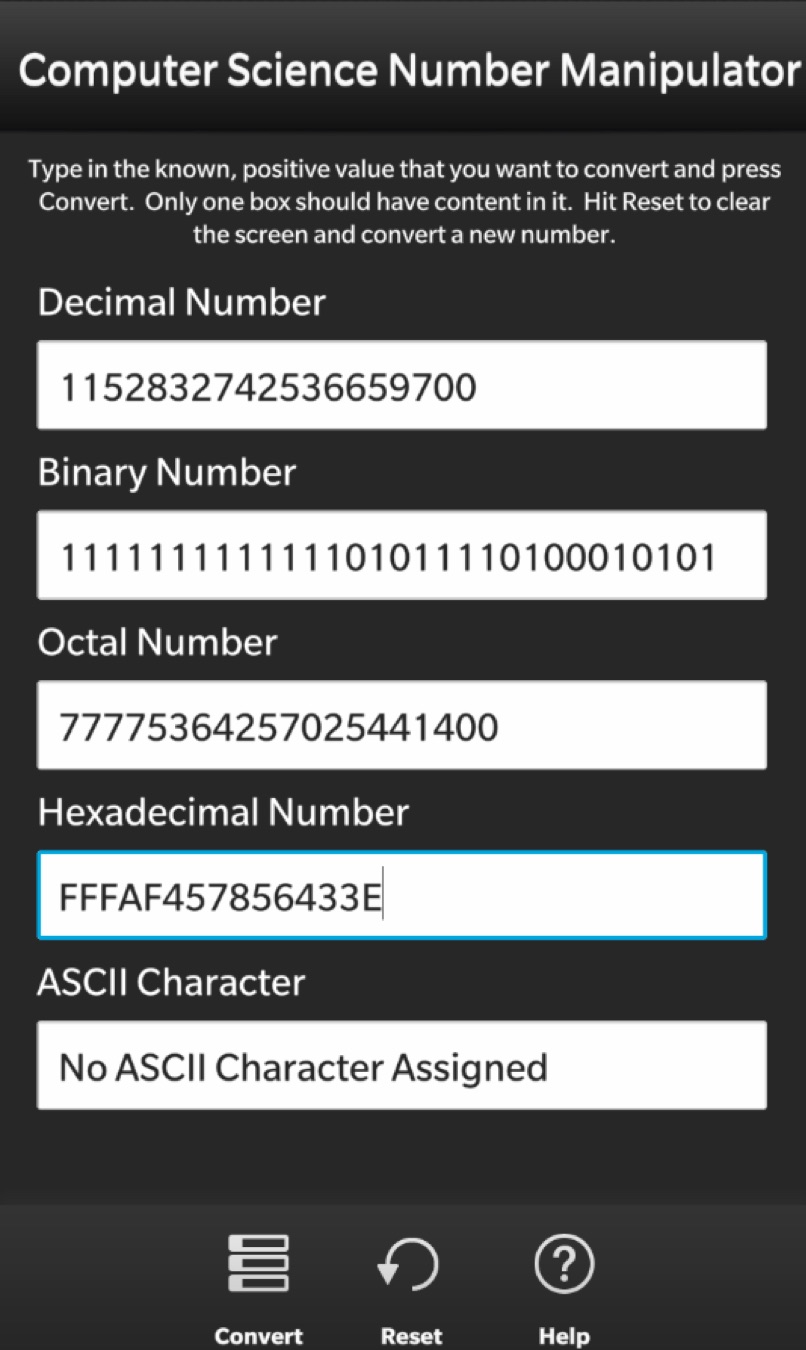 Computer Science Number Manipulator
Type in the known, positive value that you want to convert and press
Convert. Only one box should have content in it. Hit Reset to clear
the screen and convert a new number.
Decimal Number
1152832742536659700
Binary Number
111111111111101011110100010101
Octal Number
77775364257025441400
Hexadecimal Number
FFFAF457856433E
ASCII Character
No ASCII Character Assigned
Convert Reset Help